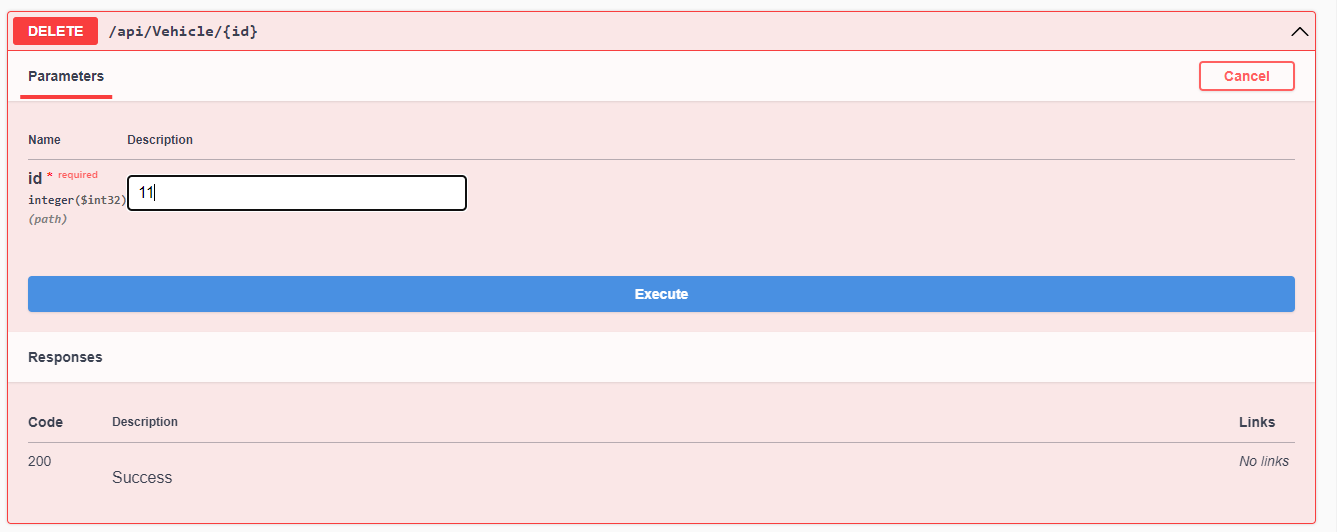 DELETE /api/Vehicle/{id}
Parameters Cancel
Name Description
id * required
integer($int32)
(path)
11
Execute
Responses
Code Description Links
200 Success No links